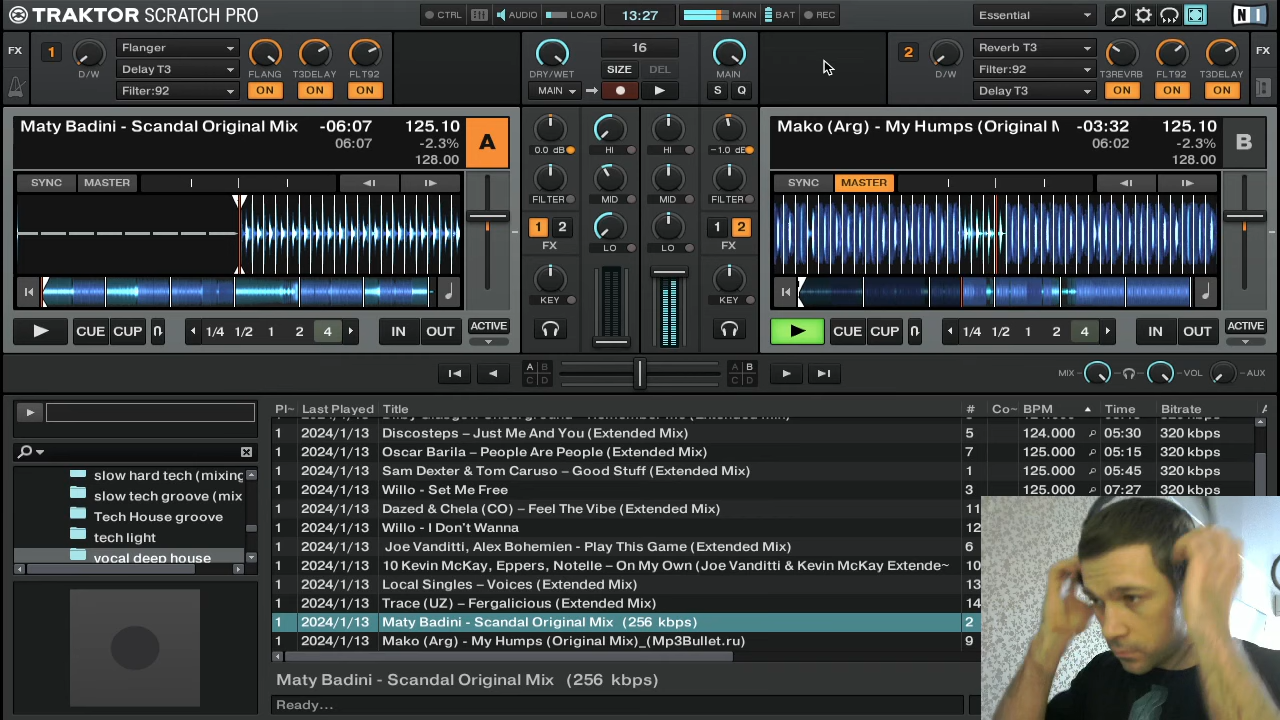 TRAKTOR SCRATCH PRO
CTRL
AUDIO
LOAD
13:27
MAIN
BAT
REC
Essential
NI
FX
1
D/W
Flanger
Delay T3
Filter:92
FLANG
T3DELAY
FLT92
ON
ON
ON
DRY/WET
MAIN
16
SIZE
DEL
MAIN
S
Q
2
D/W
Reverb T3
Filter:92
Delay T3
T3REVRB
FLT92
T3DELAY
ON
ON
ON
FX
Maty Badini - Scandal Original Mix
-06:07
125.10
06:07
-2.3%
128.00
A
SYNC
MASTER
CUE
CUP
1/4
1/2
1
2
4
IN
OUT
ACTIVE
0.0 dB
HI
HI
-1.0 dB
FILTER
MID
MID
FILTER
1
2
FX
LO
LO
1
2
FX
KEY
KEY
A B
C D
A B
C D
Mako (Arg) - My Humps (Original M
-03:32
125.10
06:02
-2.3%
128.00
B
SYNC
MASTER
CUE
CUP
1/4
1/2
1
2
4
IN
OUT
ACTIVE
MIX
VOL
AUX
slow hard tech (mixing
slow tech groove (mix
Tech House groove
tech light
vocal deep house
Pl~ Last Played Title # Co~ BPM Time Bitrate
1 2024/1/13 Discosteps – Just Me And You (Extended Mix) 5 124.000 05:30 320 kbps
1 2024/1/13 Oscar Barila – People Are People (Extended Mix) 7 125.000 05:15 320 kbps
1 2024/1/13 Sam Dexter & Tom Caruso – Good Stuff (Extended Mix) 1 125.000 05:45 320 kbps
1 2024/1/13 Willo - Set Me Free 3 125.000 07:27 320 kbps
1 2024/1/13 Dazed & Chela (CO) – Feel The Vibe (Extended Mix) 11
1 2024/1/13 Willo - I Don't Wanna 12
1 2024/1/13 Joe Vanditti, Alex Bohemien - Play This Game (Extended Mix) 6
1 2024/1/13 10 Kevin McKay, Eppers, Notelle – On My Own (Joe Vanditti & Kevin McKay Extende~ 10
1 2024/1/13 Local Singles – Voices (Extended Mix) 13
1 2024/1/13 Trace (UZ) – Fergalicious (Extended Mix) 14
1 2024/1/13 Maty Badini - Scandal Original Mix (256 kbps) 2
1 2024/1/13 Mako (Arg) - My Humps (Original Mix)_(Mp3Bullet.ru) 9
Maty Badini - Scandal Original Mix (256 kbps)
Ready...